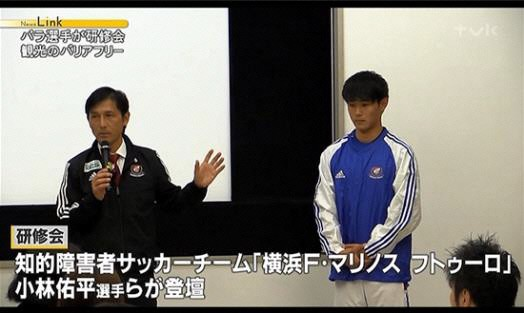 News Link
パラ選手が研修会
観光のバリアフリー
tvk
研修会
知的障害者サッカーチーム「横浜F・マリノス フトゥーロ」
小林佑平選手らが登壇